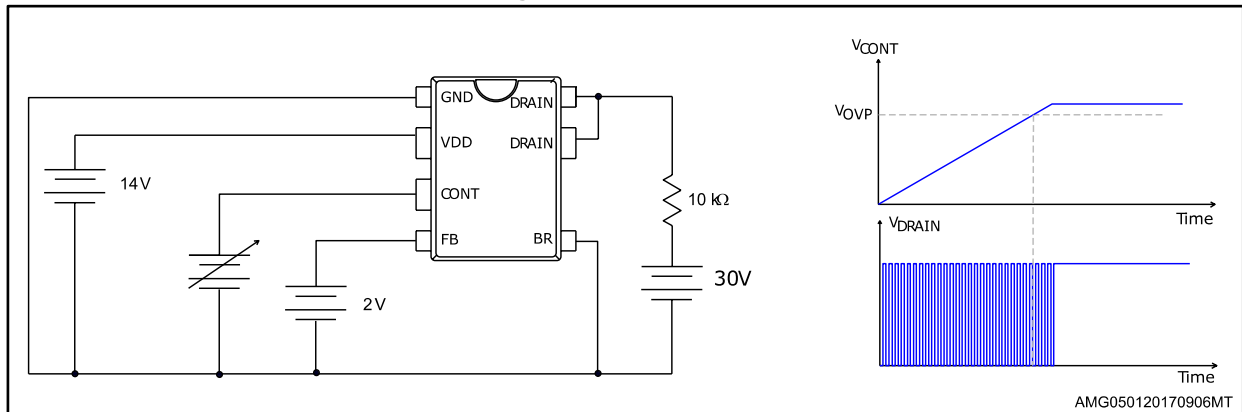 GND
DRAIN
VDD
DRAIN
CONT
FB
BR
14V
2V
10 kΩ
30V
VCONT
VOVP
Time
VDRAIN
Time
AMG050120170906MT